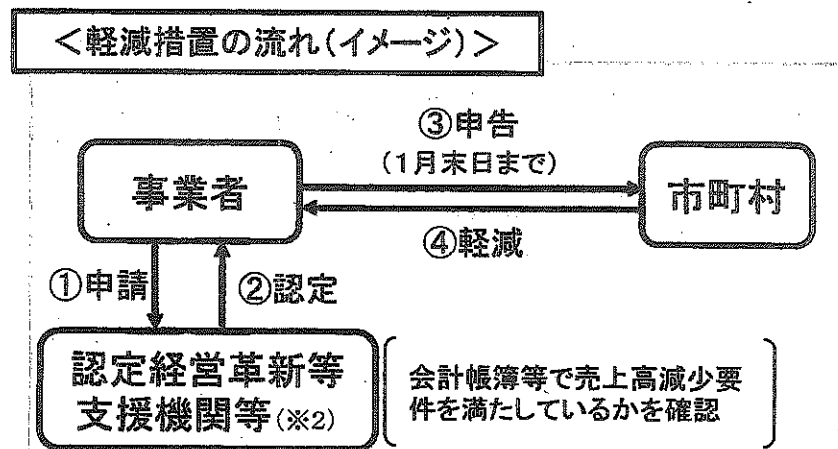 ＜軽減措置の流れ(イメージ)＞
③申告
(1月末日まで)
事業者
市町村
④軽減
①申請
②認定
認定経営革新等
支援機関等(※2)
会計帳簿等で売上高減少要
件を満たしているかを確認